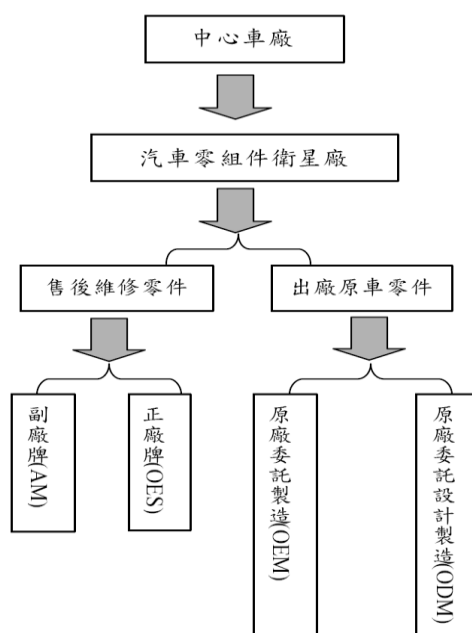 中心車廠
汽車零組件衛星廠
售後維修零件
出廠原車零件
副廠牌(AM)
正廠牌(OES)
原廠委託製造(OEM)
原廠委託設計製造(ODM)